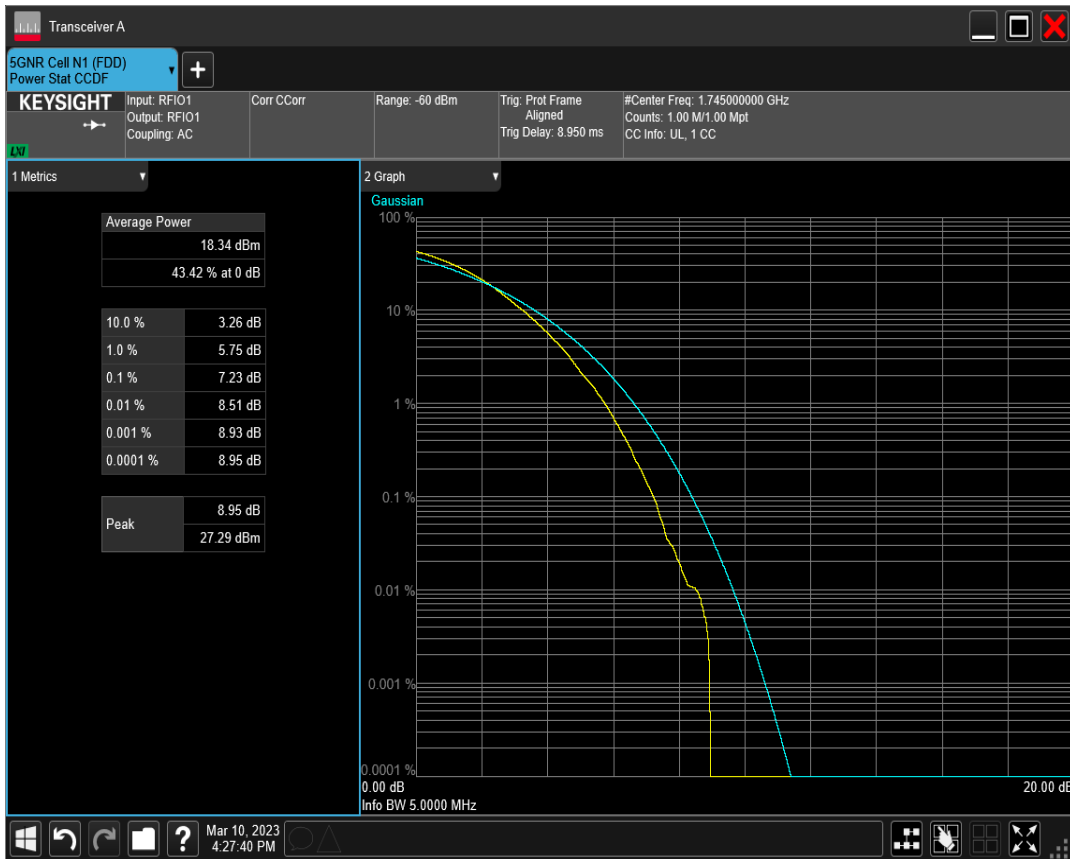 Transceiver A
5GNR Cell N1 (FDD)
Power Stat CCDF
KEYSIGHT
LXI
Input: RFIO1
Output: RFIO1
Coupling: AC
Corr CCorr
Range: -60 dBm
Trig: Prot Frame
Aligned
Trig Delay: 8.950 ms
#Center Freq: 1.745000000 GHz
Counts: 1.00 M/1.00 Mpt
CC Info: UL, 1 CC
1 Metrics
Average Power
18.34 dBm
43.42 % at 0 dB
10.0 % 3.26 dB
1.0 % 5.75 dB
0.1 % 7.23 dB
0.01 % 8.51 dB
0.001 % 8.93 dB
0.0001 % 8.95 dB
Peak 8.95 dB
27.29 dBm
2 Graph
Gaussian
100 %
10 %
1 %
0.1 %
0.01 %
0.001 %
0.0001 %
0.00 dB 20.00 dB
Info BW 5.0000 MHz
Mar 10, 2023
4:27:40 PM